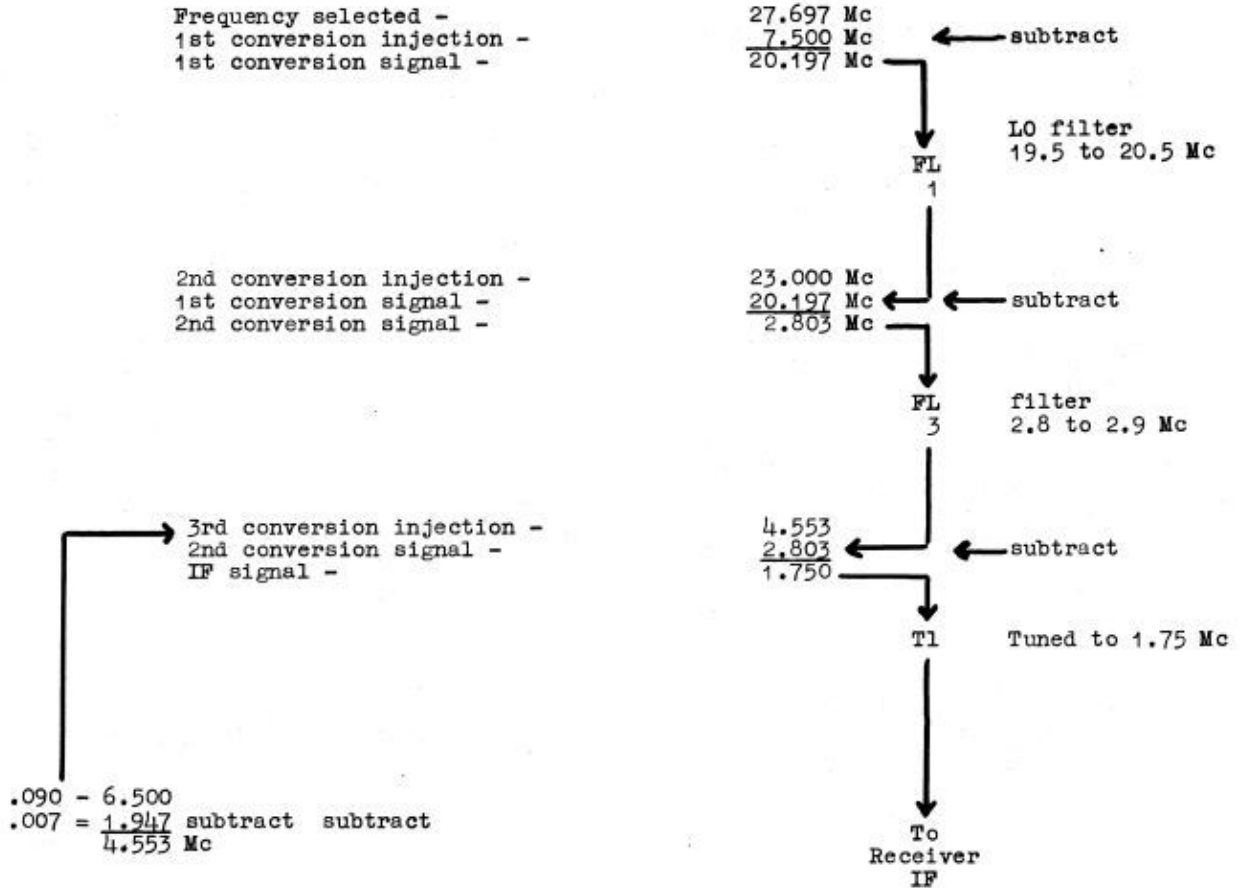 Frequency selected - 27.697 Mc
1st conversion injection - 7.500 Mc subtract
1st conversion signal - 20.197 Mc
LO filter
19.5 to 20.5 Mc
FL
1
2nd conversion injection - 23.000 Mc
1st conversion signal - 20.197 Mc subtract
2nd conversion signal - 2.803 Mc
FL filter
3 2.8 to 2.9 Mc
3rd conversion injection - 4.553
2nd conversion signal - 2.803 subtract
IF signal - 1.750
T1 Tuned to 1.75 Mc
.090 - 6.500
.007 = 1.947 subtract subtract
4.553 Mc
To
Receiver
IF